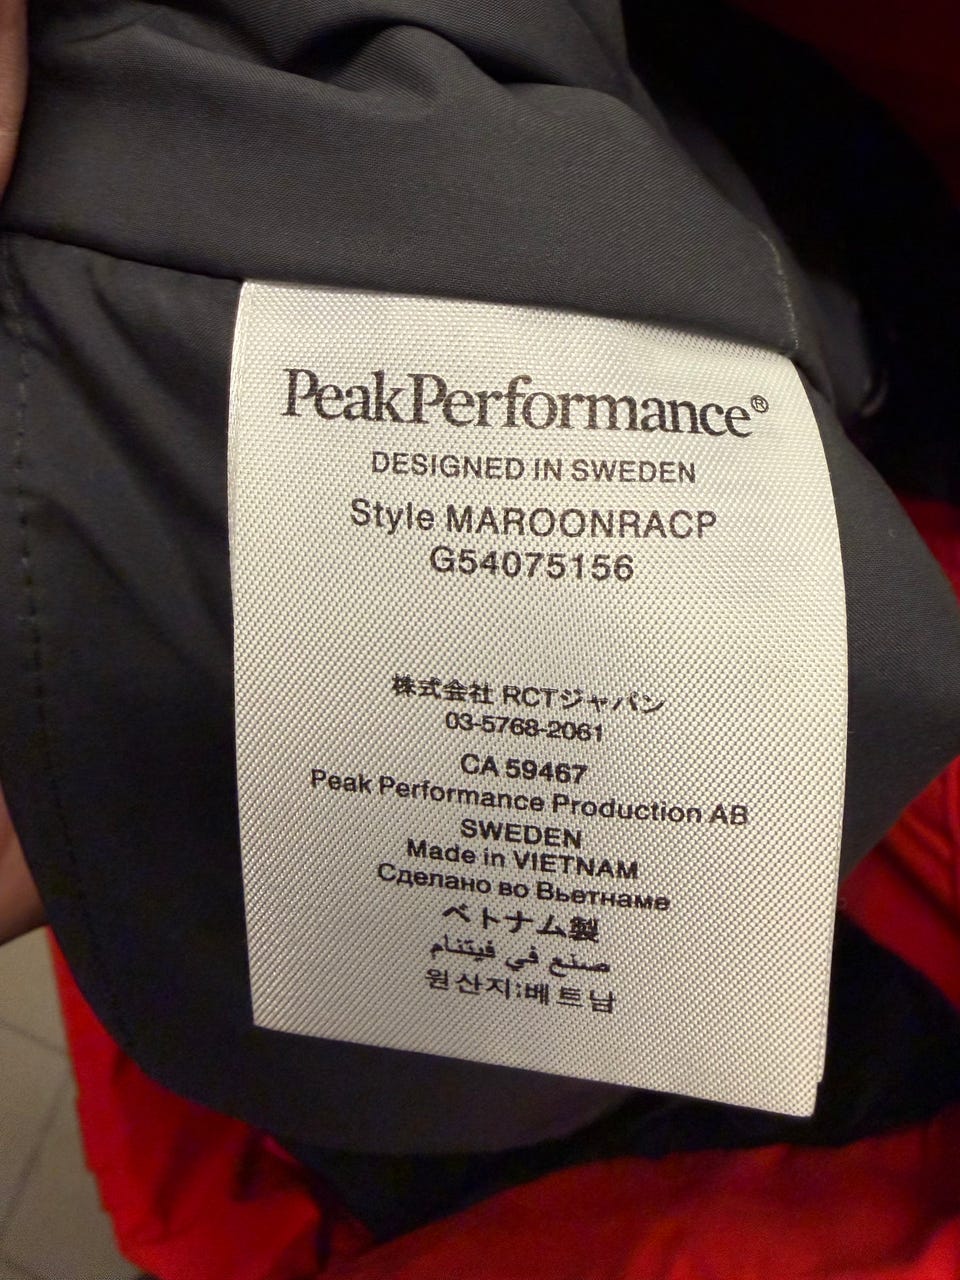 PeakPerformance®
DESIGNED IN SWEDEN
Style MAROONRACP
G54075156
株式会社 RCTジャパン
03-5768-2061
CA 59467
Peak Performance Production AB
SWEDEN
Made in VIETNAM
Сделано во Вьетнаме
ベトナム製
صنع في فيتنام
원산지:베트남